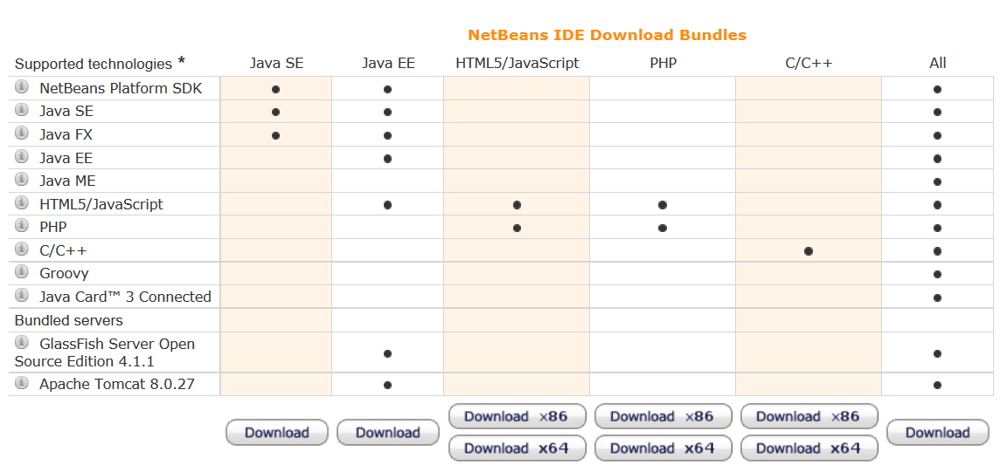 NetBeans IDE Download Bundles
Supported technologies * Java SE Java EE HTML5/JavaScript PHP C/C++ All
NetBeans Platform SDK
Java SE
Java FX
Java EE
Java ME
HTML5/JavaScript
PHP
C/C++
Groovy
Java Card™ 3 Connected
Bundled servers
GlassFish Server Open
Source Edition 4.1.1
Apache Tomcat 8.0.27
Download Download Download x86 Download x86 Download x86 Download
Download x64 Download x64 Download x64